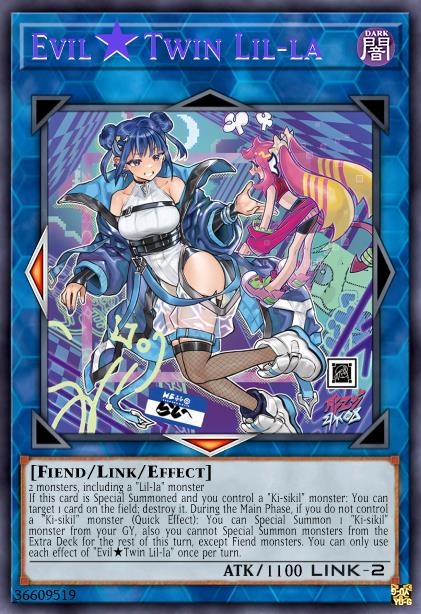 Evil★Twin Lil-la
DARK
闇
HELLO
[Fiend/Link/Effect]
2 monsters, including a "Lil-la" monster
If this card is Special Summoned and you control a "Ki-sikil" monster: You can
target 1 card on the field; destroy it. During the Main Phase, if you do not control
a "Ki-sikil" monster (Quick Effect): You can Special Summon 1 "Ki-sikil"
monster from your GY, also you cannot Special Summon monsters from the
Extra Deck for the rest of this turn, except Fiend monsters. You can only use
each effect of "Evil★Twin Lil-la" once per turn.
ATK/1100 LINK-2
36609519